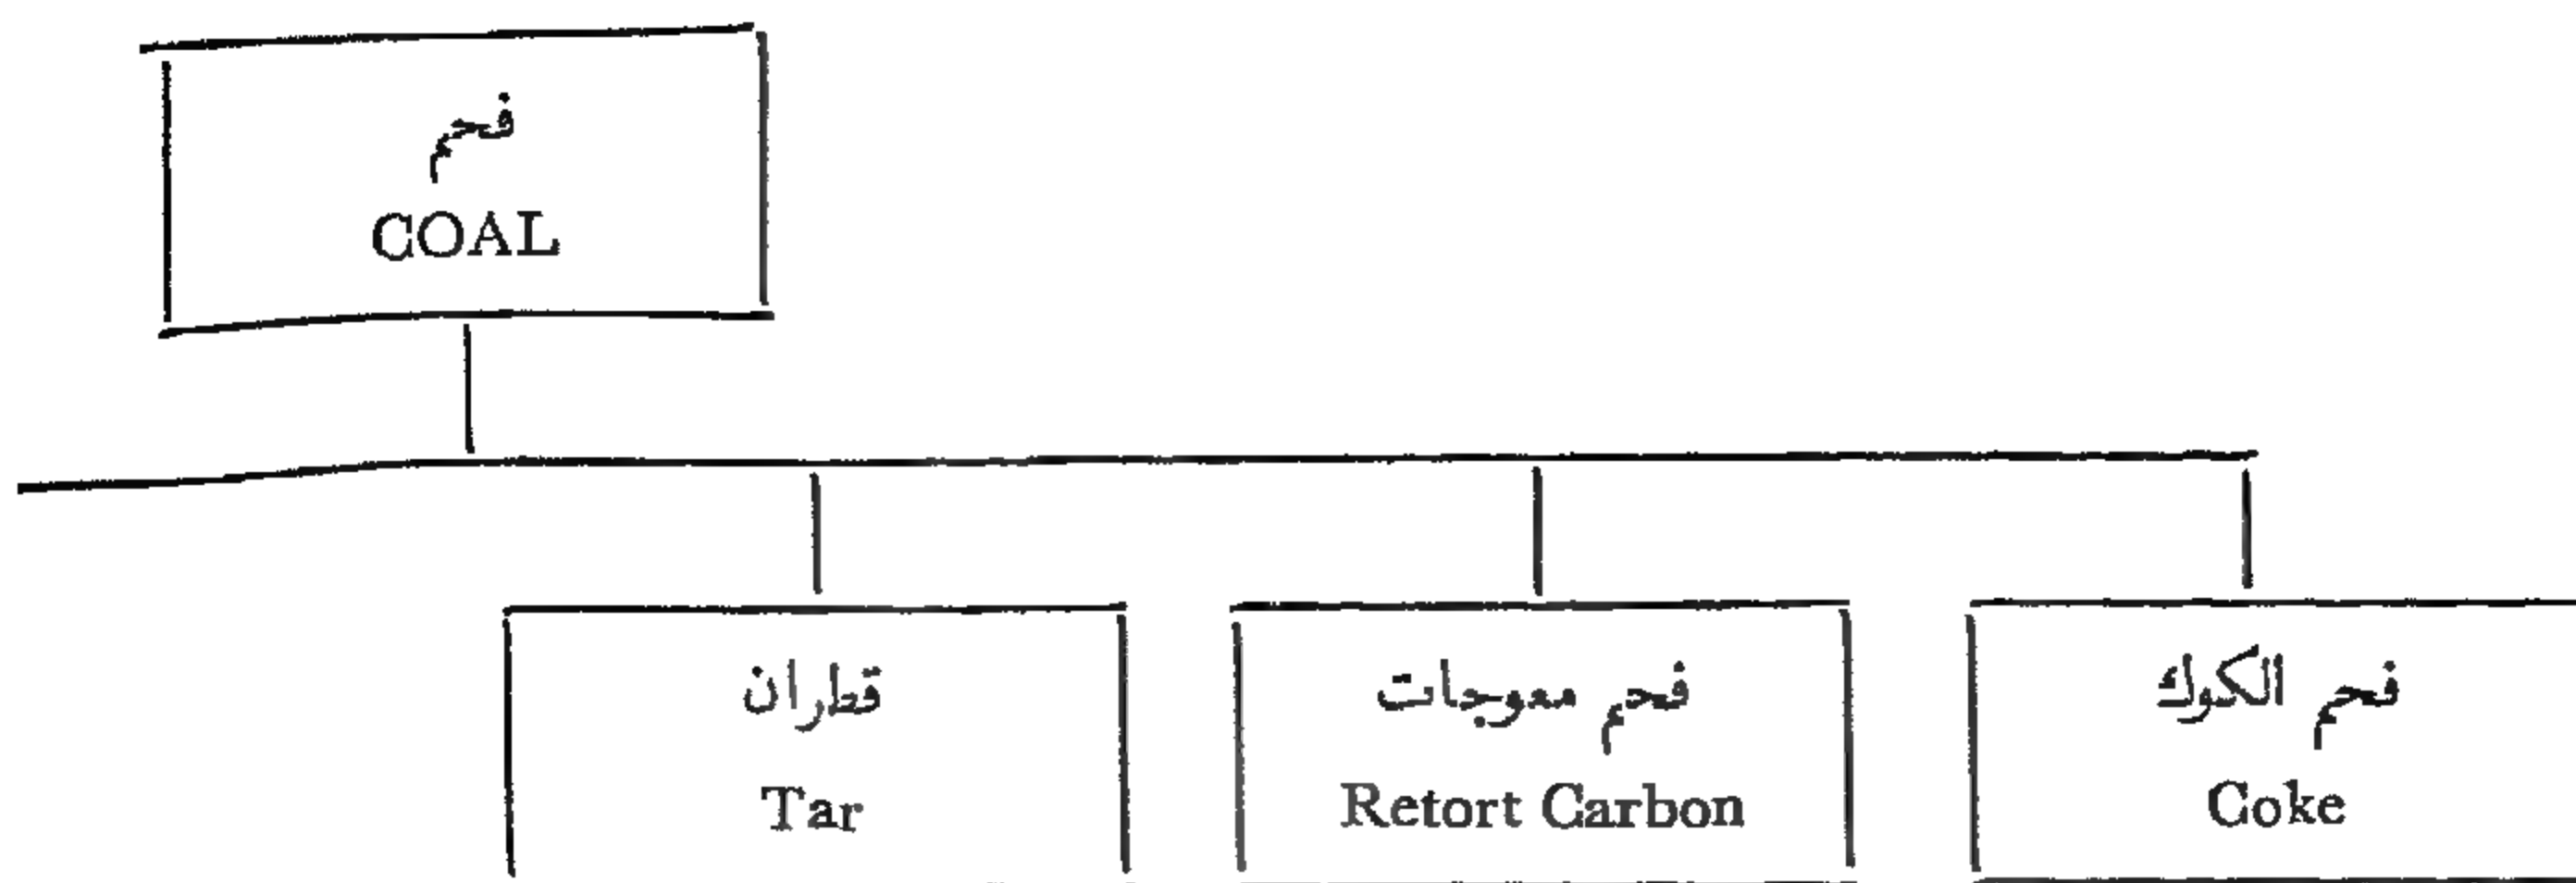 فحم
COAL
قطران
Tar
فحم معوجات
Retort Carbon
فحم الكوك
Coke